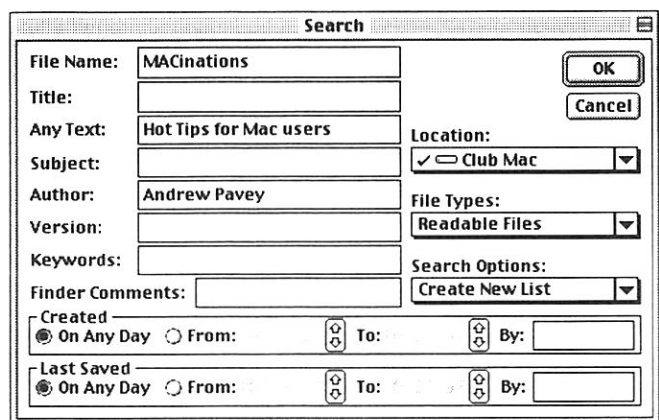 Search
File Name: MACinations
OK
Title:
Cancel
Any Text: Hot Tips for Mac users
Location:
Subject:
✓ Club Mac
Author: Andrew Pavey
File Types:
Version:
Readable Files
Keywords:
Search Options:
Finder Comments:
Create New List
Created
On Any Day From: To: By:
Last Saved
On Any Day From: To: By: